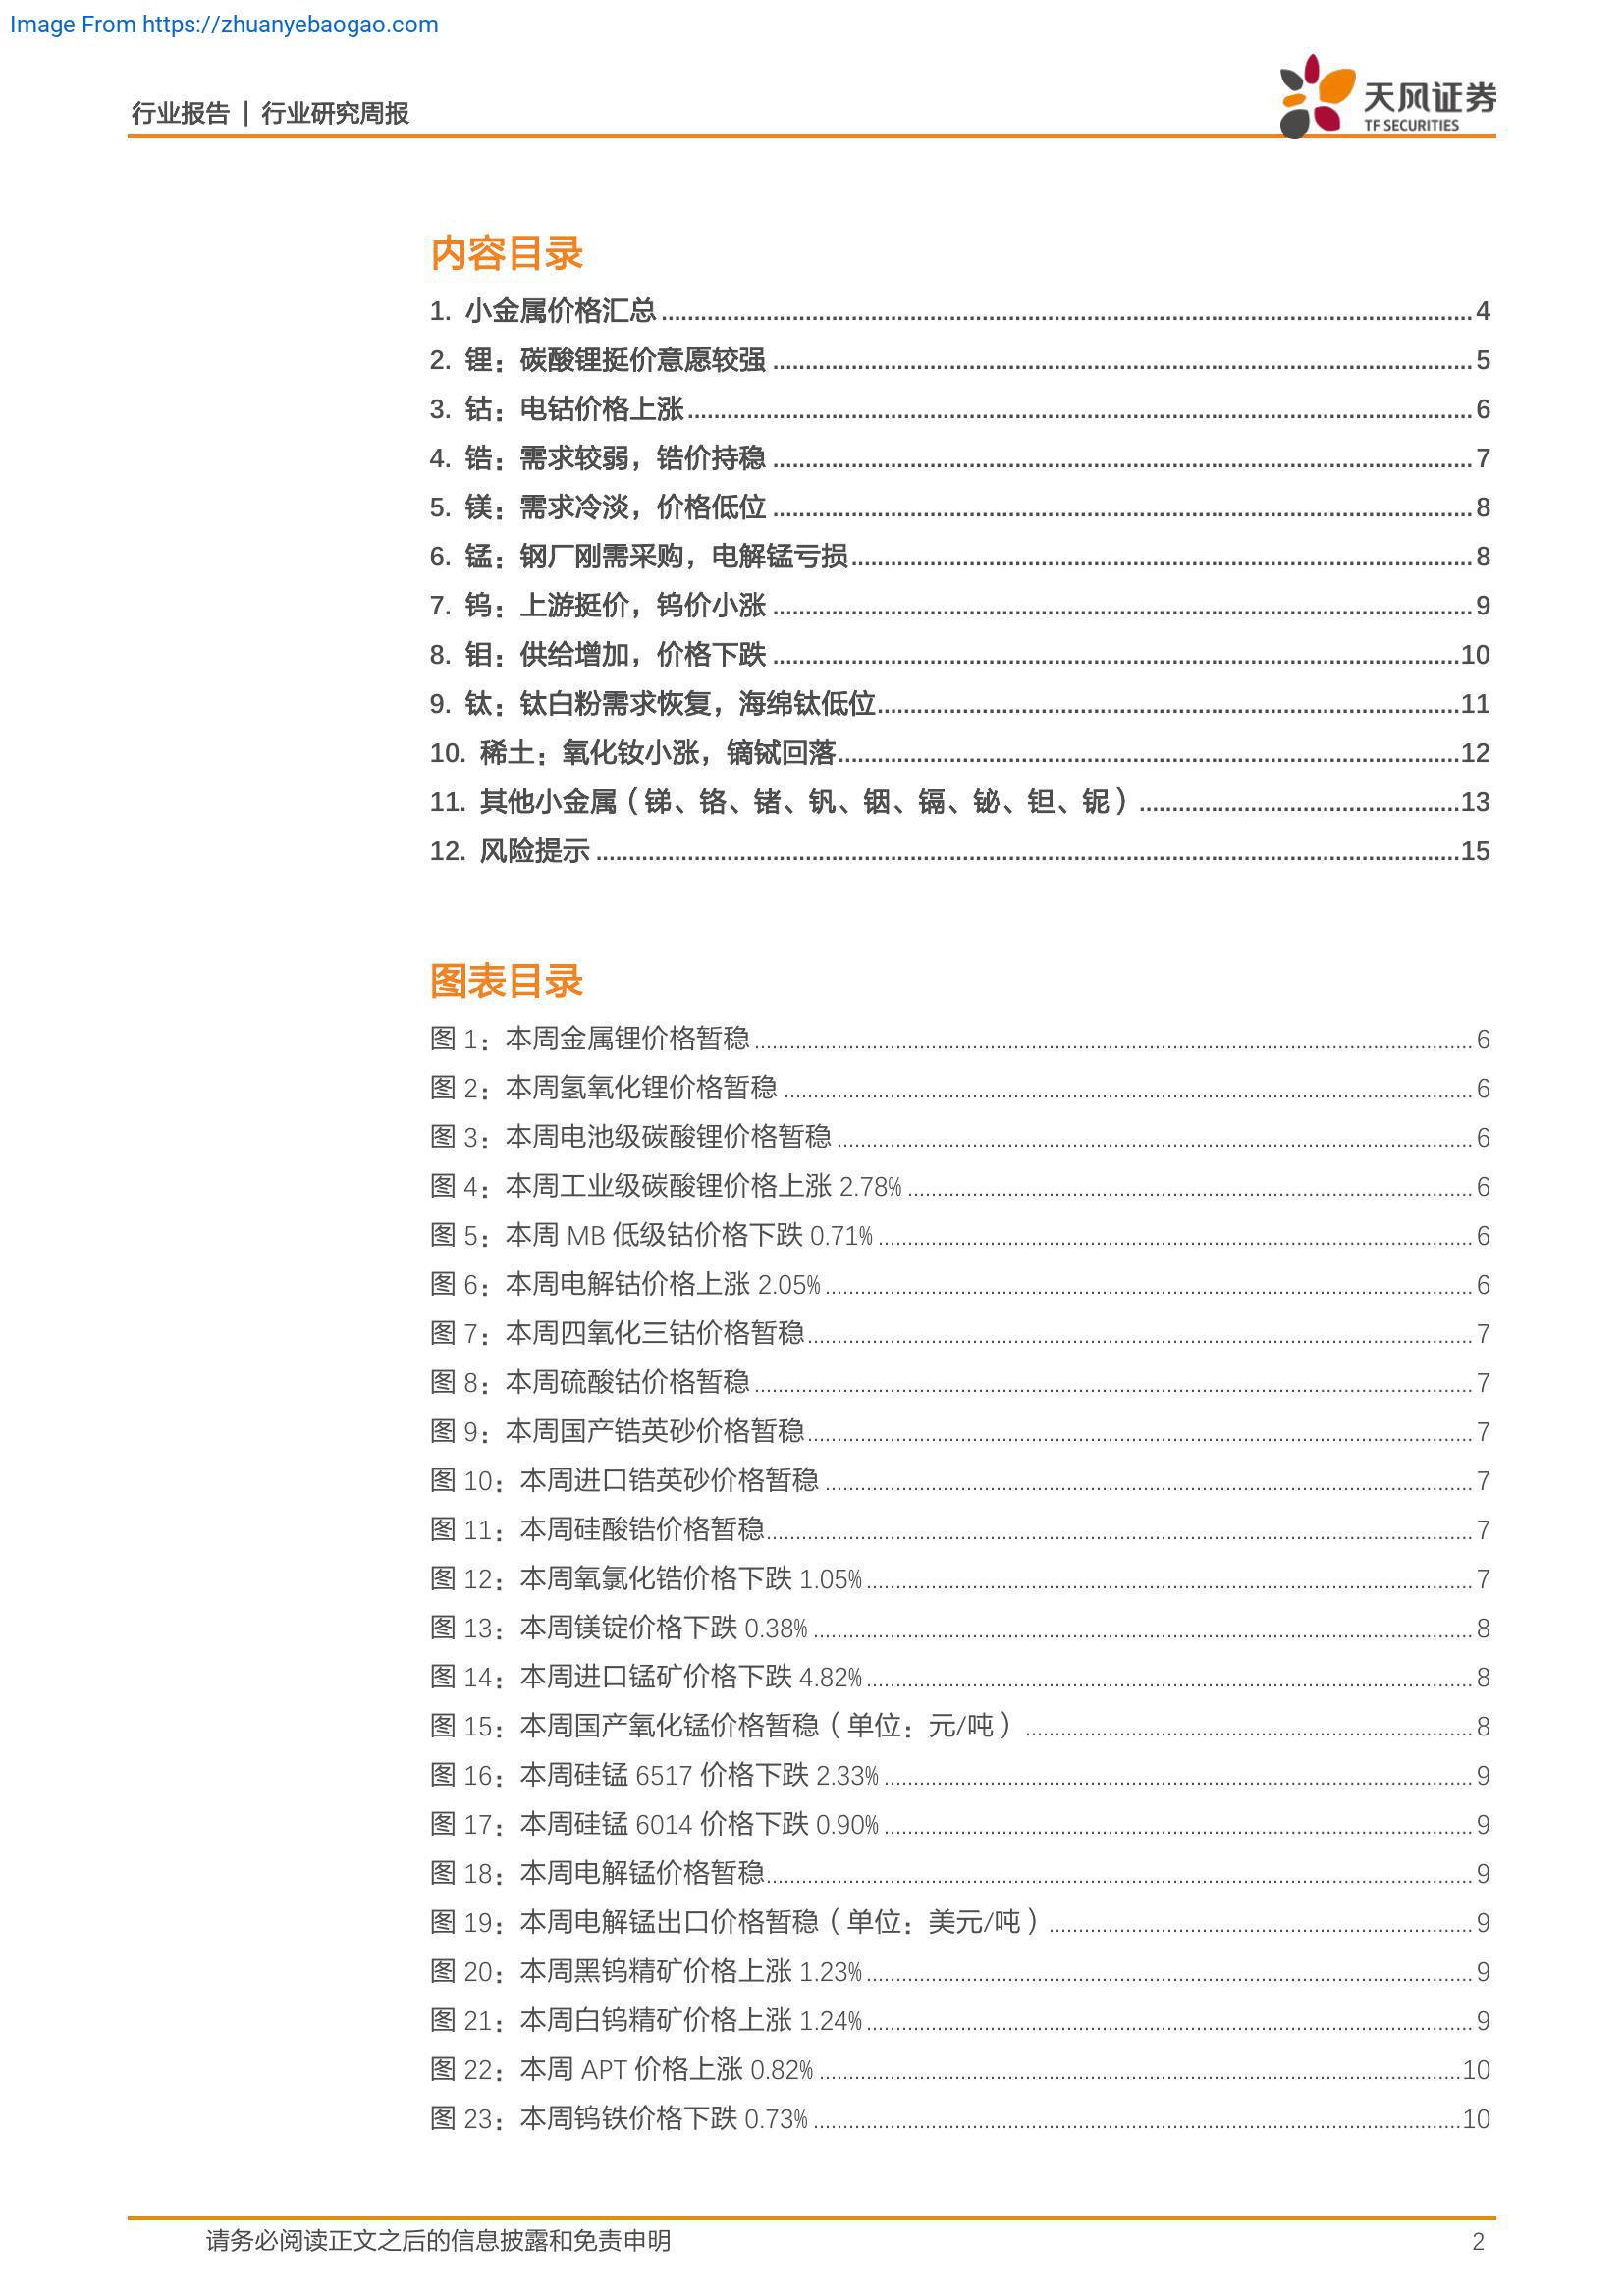 Image From https://zhuanyebaogao.com
行业报告 | 行业研究周报
天风证券
TF SECURITIES
内容目录
1. 小金属价格汇总 4
2. 锂：碳酸锂挺价意愿较强 5
3. 钴：电钴价格上涨 6
4. 锆：需求较弱，锆价持稳 7
5. 镁：需求冷淡，价格低位 8
6. 锰：钢厂刚需采购，电解锰亏损 8
7. 钨：上游挺价，钨价小涨 9
8. 钼：供给增加，价格下跌 10
9. 钛：钛白粉需求恢复，海绵钛低位 11
10. 稀土：氧化钕小涨，镝铽回落 12
11. 其他小金属（锑、铬、锗、钒、铟、镉、铋、钽、铌） 13
12. 风险提示 15
图表目录
图 1：本周金属锂价格暂稳 6
图 2：本周氢氧化锂价格暂稳 6
图 3：本周电池级碳酸锂价格暂稳 6
图 4：本周工业级碳酸锂价格上涨 2.78% 6
图 5：本周 MB 低级钴价格下跌 0.71% 6
图 6：本周电解钴价格上涨 2.05% 6
图 7：本周四氧化三钴价格暂稳 7
图 8：本周硫酸钴价格暂稳 7
图 9：本周国产锆英砂价格暂稳 7
图 10：本周进口锆英砂价格暂稳 7
图 11：本周硅酸锆价格暂稳 7
图 12：本周氧氯化锆价格下跌 1.05% 7
图 13：本周镁锭价格下跌 0.38% 8
图 14：本周进口锰矿价格下跌 4.82% 8
图 15：本周国产氧化锰价格暂稳（单位：元/吨） 8
图 16：本周硅锰 6517 价格下跌 2.33% 9
图 17：本周硅锰 6014 价格下跌 0.90% 9
图 18：本周电解锰价格暂稳 9
图 19：本周电解锰出口价格暂稳（单位：美元/吨） 9
图 20：本周黑钨精矿价格上涨 1.23% 9
图 21：本周白钨精矿价格上涨 1.24% 9
图 22：本周 APT 价格上涨 0.82% 10
图 23：本周钨铁价格下跌 0.73% 10
请务必阅读正文之后的信息披露和免责申明 2